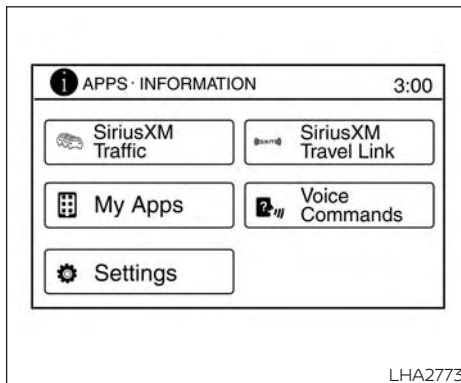 i APPS · INFORMATION 3:00
SiriusXM
Traffic
SiriusXM
Travel Link
My Apps
Voice
Commands
Settings
LHA2773